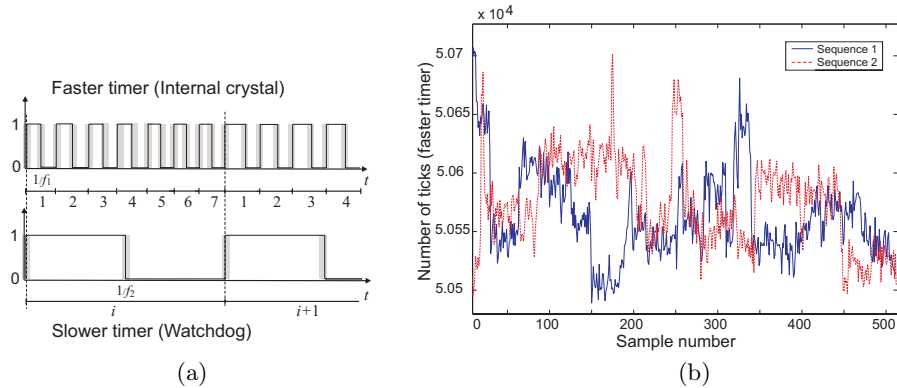 Faster timer (Internal crystal)
1
0
t
1/f1
1 2 3 4 5 6 7 1 2 3 4
1
0
t
1/f2
i i+1
Slower timer (Watchdog)
(a)
x 10^4
5.07
5.065
5.06
5.055
5.05
Number of ticks (faster timer)
Sequence 1
Sequence 2
0 100 200 300 400 500
Sample number
(b)